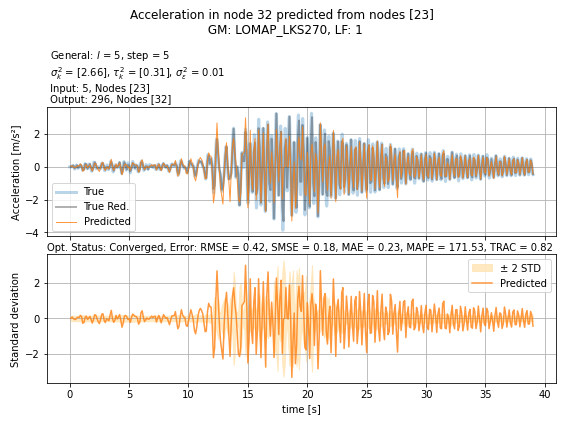 Acceleration in node 32 predicted from nodes [23]
GM: LOMAP_LKS270, LF: 1
General: l = 5, step = 5
σ²ₖ = [2.66], τ²ₖ = [0.31], σ²ε = 0.01
Input: 5, Nodes [23]
Output: 296, Nodes [32]
Acceleration [m/s²]
2
0
−2
−4
True
True Red.
Predicted
Opt. Status: Converged, Error: RMSE = 0.42, SMSE = 0.18, MAE = 0.23, MAPE = 171.53, TRAC = 0.82
Standard deviation
2
0
−2
± 2 STD
Predicted
0 5 10 15 20 25 30 35 40
time [s]